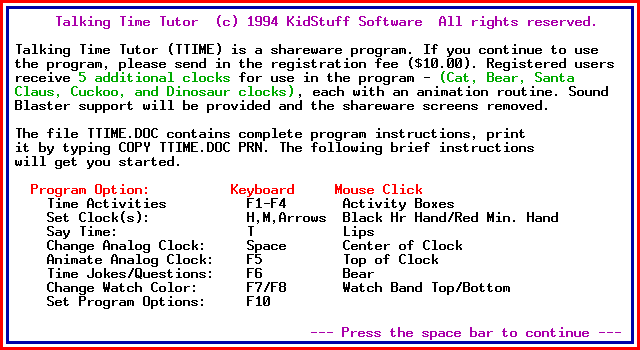 Talking Time Tutor (c) 1994 KidStuff Software All rights reserved.
Talking Time Tutor (TTIME) is a shareware program. If you continue to use
the program, please send in the registration fee ($10.00). Registered users
receive 5 additional clocks for use in the program - (Cat, Bear, Santa
Claus, Cuckoo, and Dinosaur clocks), each with an animation routine. Sound
Blaster support will be provided and the shareware screens removed.
The file TTIME.DOC contains complete program instructions, print
it by typing COPY TTIME.DOC PRN. The following brief instructions
will get you started.
Program Option: Keyboard Mouse Click
Time Activities F1-F4 Activity Boxes
Set Clock(s): H,M,Arrows Black Hr Hand/Red Min. Hand
Say Time: T Lips
Change Analog Clock: Space Center of Clock
Animate Analog Clock: F5 Top of Clock
Time Jokes/Questions: F6 Bear
Change Watch Color: F7/F8 Watch Band Top/Bottom
Set Program Options: F10
--- Press the space bar to continue ---